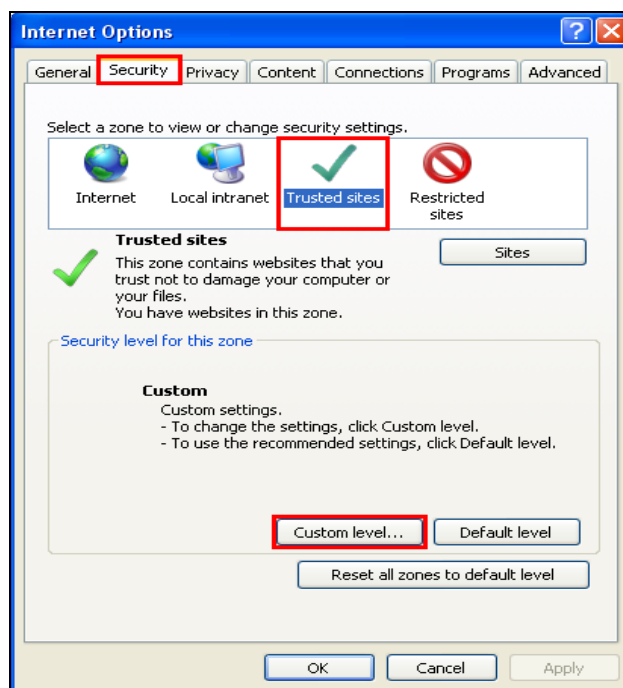 Internet Options
General Security Privacy Content Connections Programs Advanced
Select a zone to view or change security settings.
Internet Local intranet Trusted sites Restricted
sites
Trusted sites
Sites
This zone contains websites that you
trust not to damage your computer or
your files.
You have websites in this zone.
Security level for this zone
Custom
Custom settings.
- To change the settings, click Custom level.
- To use the recommended settings, click Default level.
Custom level... Default level
Reset all zones to default level
OK Cancel Apply